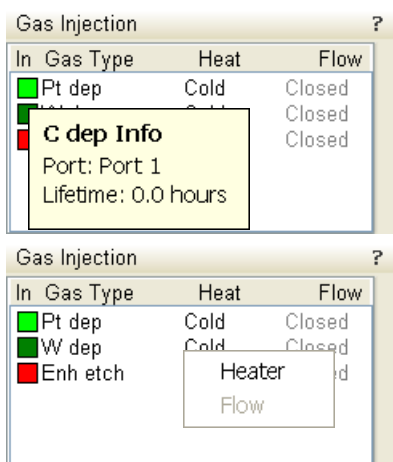 Gas Injection ?
In Gas Type Heat Flow
Pt dep Cold Closed
Closed
Closed
C dep Info
Port: Port 1
Lifetime: 0.0 hours
Gas Injection ?
In Gas Type Heat Flow
Pt dep Cold Closed
W dep Cold Closed
Enh etch
Heater
Flow